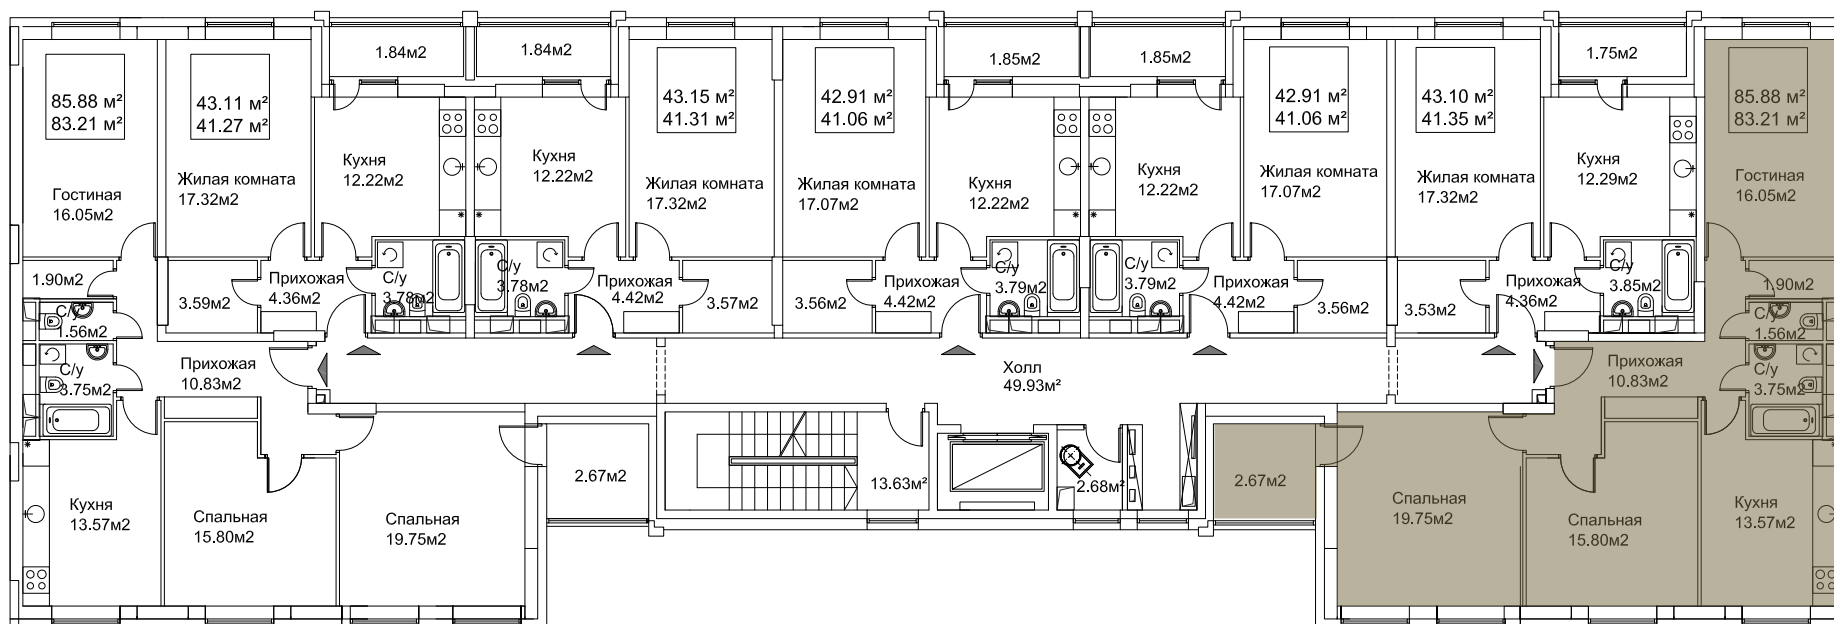 1.84м2
1.84м2
1.85м2
1.85м2
1.75м2
85.88 м²
83.21 м²
43.11 м²
41.27 м²
43.15 м²
41.31 м²
42.91 м²
41.06 м²
42.91 м²
41.06 м²
43.10 м²
41.35 м²
85.88 м²
83.21 м²
Гостиная
16.05м2
Жилая комната
17.32м2
Кухня
12.22м2
Кухня
12.22м2
Жилая комната
17.32м2
Жилая комната
17.07м2
Кухня
12.22м2
Кухня
12.22м2
Жилая комната
17.07м2
Жилая комната
17.32м2
Кухня
12.29м2
Гостиная
16.05м2
1.90м2
3.59м2
Прихожая
4.36м2
С/у
3.78м2
С/у
3.78м2
Прихожая
4.42м2
3.57м2
3.56м2
Прихожая
4.42м2
С/у
3.79м2
С/у
3.79м2
Прихожая
4.42м2
3.56м2
3.53м2
Прихожая
4.36м2
С/у
3.85м2
1.90м2
С/у
1.56м2
С/у
1.56м2
С/у
3.75м2
Прихожая
10.83м2
Холл
49.93м²
Прихожая
10.83м2
С/у
3.75м2
Кухня
13.57м2
Спальная
15.80м2
Спальная
19.75м2
2.67м2
13.63м²
2.68м²
2.67м2
Спальная
19.75м2
Спальная
15.80м2
Кухня
13.57м2